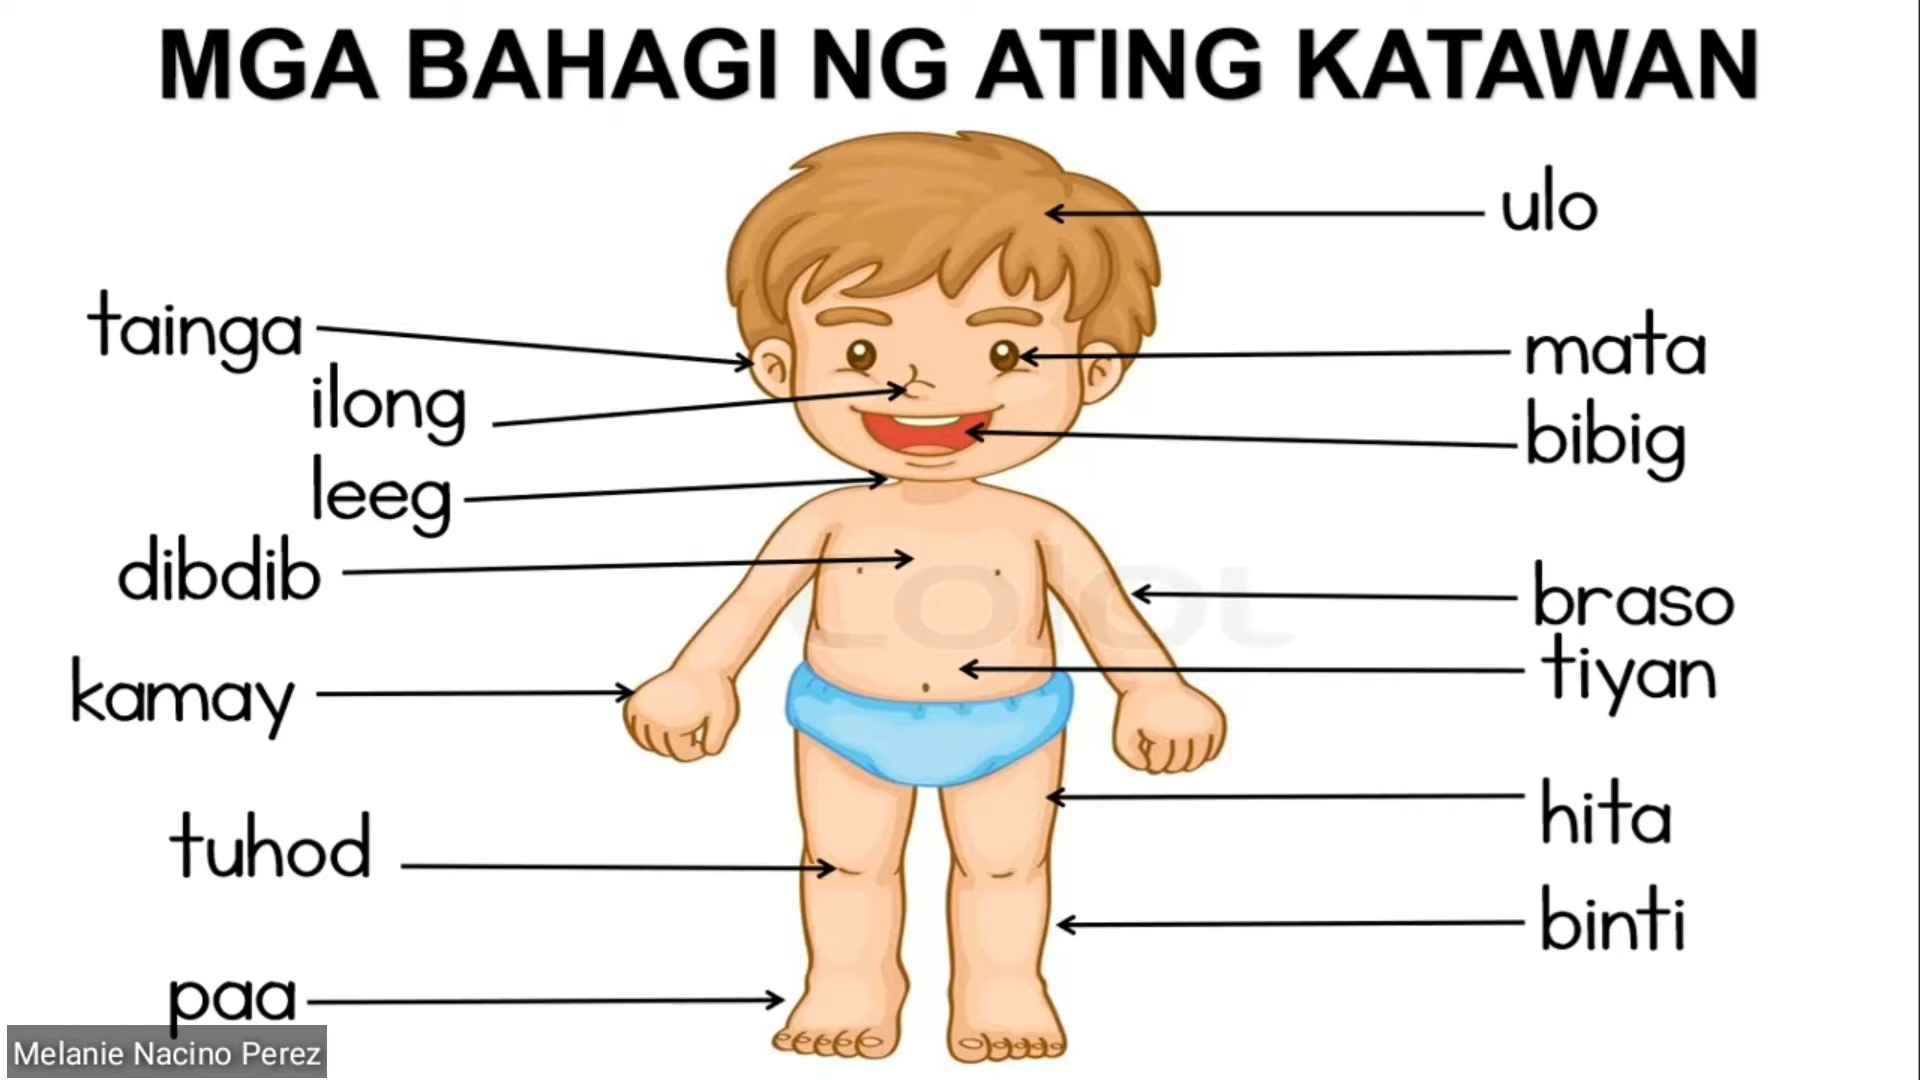 MGA BAHAGI NG ATING KATAWAN
ulo
tainga
mata
ilong
bibig
leeg
dibdib
braso
tiyan
kamay
hita
tuhod
binti
paa
Melanie Nacino Perez